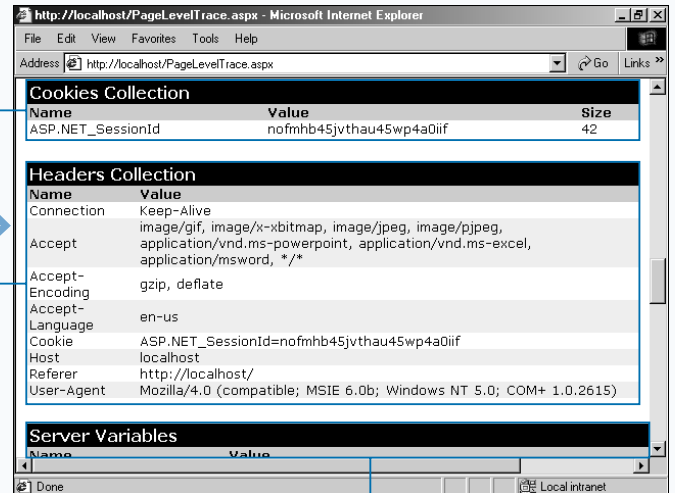 http://localhost/PageLevelTrace.aspx - Microsoft Internet Explorer
File Edit View Favorites Tools Help
Address http://localhost/PageLevelTrace.aspx Go Links »
Cookies Collection
Name Value Size
ASP.NET_SessionId nofmhb45jvthau45wp4a0iif 42
Headers Collection
Name Value
Connection Keep-Alive
Accept image/gif, image/x-xbitmap, image/jpeg, image/pjpeg,
application/vnd.ms-powerpoint, application/vnd.ms-excel,
application/msword, */*
Accept-
Encoding gzip, deflate
Accept-
Language en-us
Cookie ASP.NET_SessionId=nofmhb45jvthau45wp4a0iif
Host localhost
Referer http://localhost/
User-Agent Mozilla/4.0 (compatible; MSIE 6.0b; Windows NT 5.0; COM+ 1.0.2615)
Server Variables
Name Value
Done Local intranet